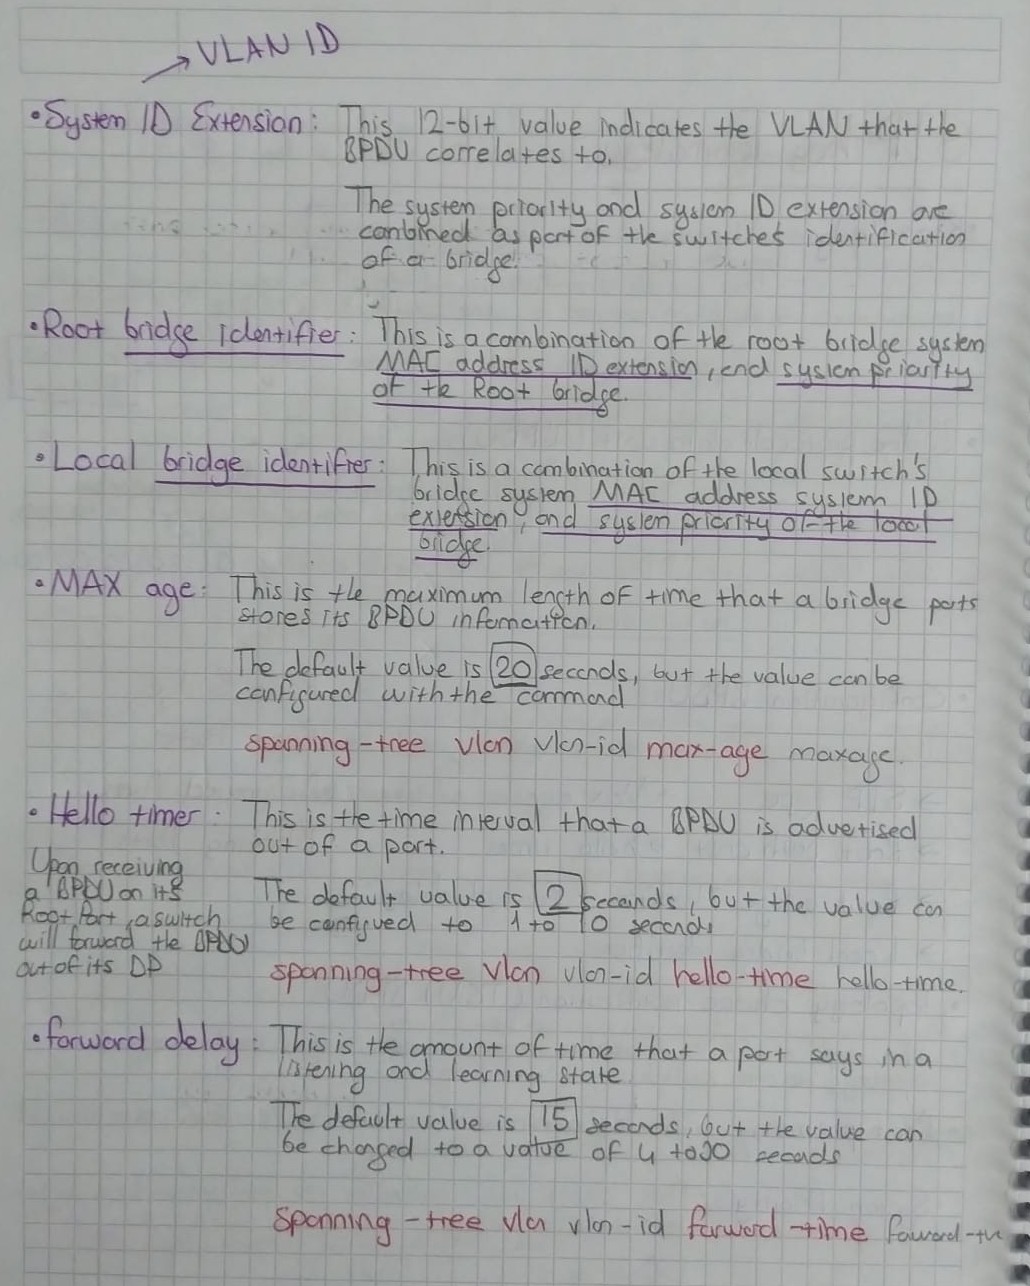 → VLAN ID
• System ID Extension: This 12-bit value indicates the VLAN that the
BPDU correlates to.
The system priority and system ID extension are
conbined as part of the switches identification
of a bridge.
• Root bridge identifier: This is a combination of the root bridge system
MAC address ID extension, and system priority
of the Root bridge.
• Local bridge identifier: This is a combination of the local switch's
bridge system MAC address system ID
extension, and system priority of the local
bridge.
• MAX age: This is the maximum length of time that a bridge ports
stores its BPDU information.
The default value is 20 seconds, but the value can be
configured with the command
spanning-tree vlan vlan-id max-age maxage.
• Hello timer: This is the time interval that a BPDU is advertised
out of a port.
Upon receiving
a BPDU on its
Root Port, a switch
will forward the BPDU
out of its DP
The default value is 2 seconds, but the value can
be configued to 1 to 10 seconds
spanning-tree vlan vlan-id hello-time hello-time.
• forward delay: This is the amount of time that a port says in a
listering and learning state
The default value is 15 seconds, but the value can
be changed to a value of 4 to 30 seconds
Spanning-tree vlan vlan-id forword-time